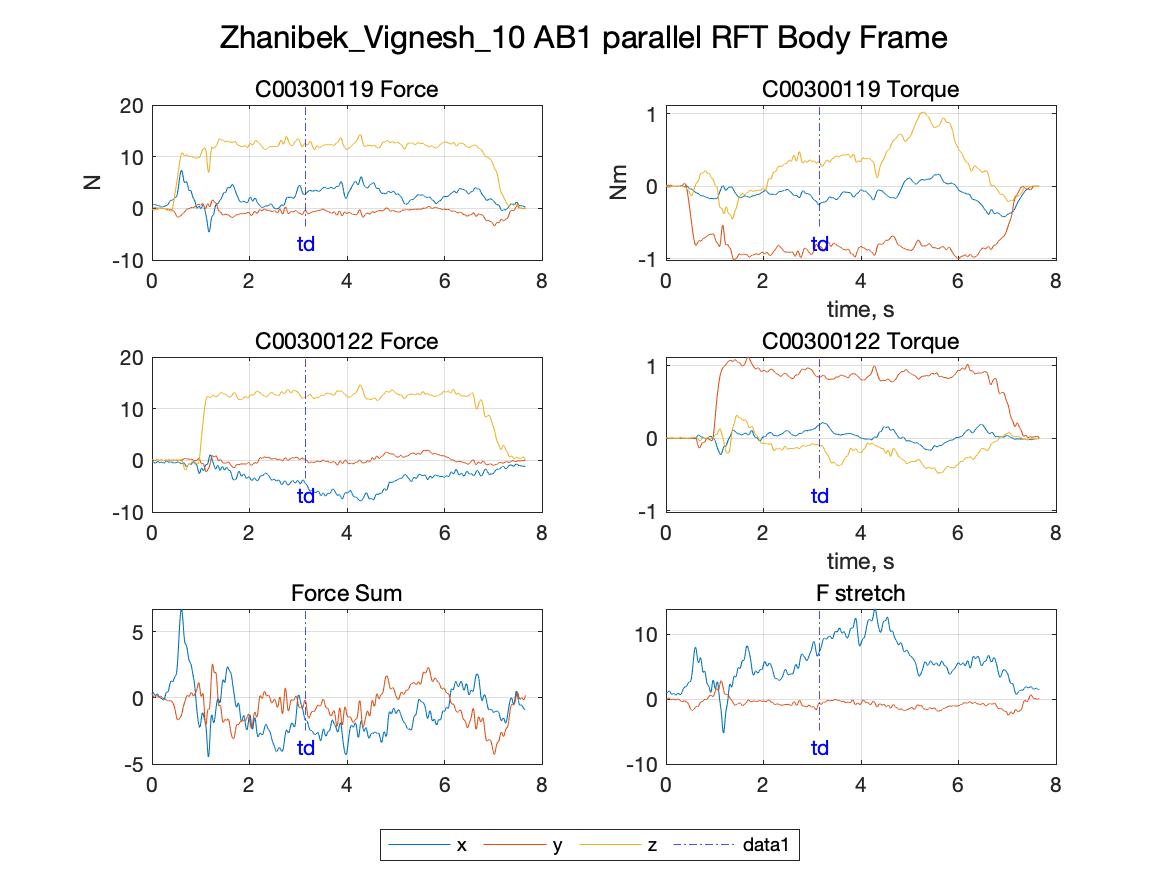 Zhanibek_Vignesh_10 AB1 parallel RFT Body Frame
C00300119 Force
20
10
0
-10
N
td
0 2 4 6 8
C00300119 Torque
1
0
-1
Nm
td
0 2 4 6 8
time, s
C00300122 Force
20
10
0
-10
td
0 2 4 6 8
C00300122 Torque
1
0
-1
td
0 2 4 6 8
time, s
Force Sum
5
0
-5
td
0 2 4 6 8
F stretch
10
0
-10
td
0 2 4 6 8
x y z data1